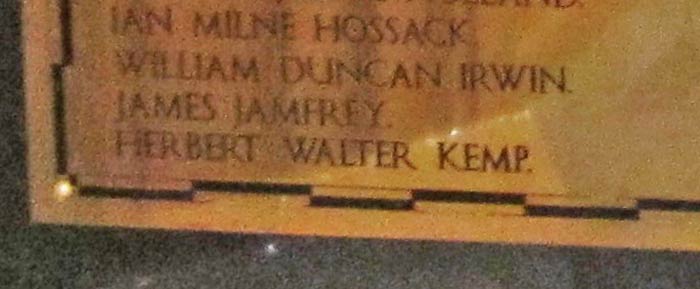 IAN MILNE HOSSACK.
WILLIAM DUNCAN IRWIN.
JAMES JAMFREY.
HERBERT WALTER KEMP.